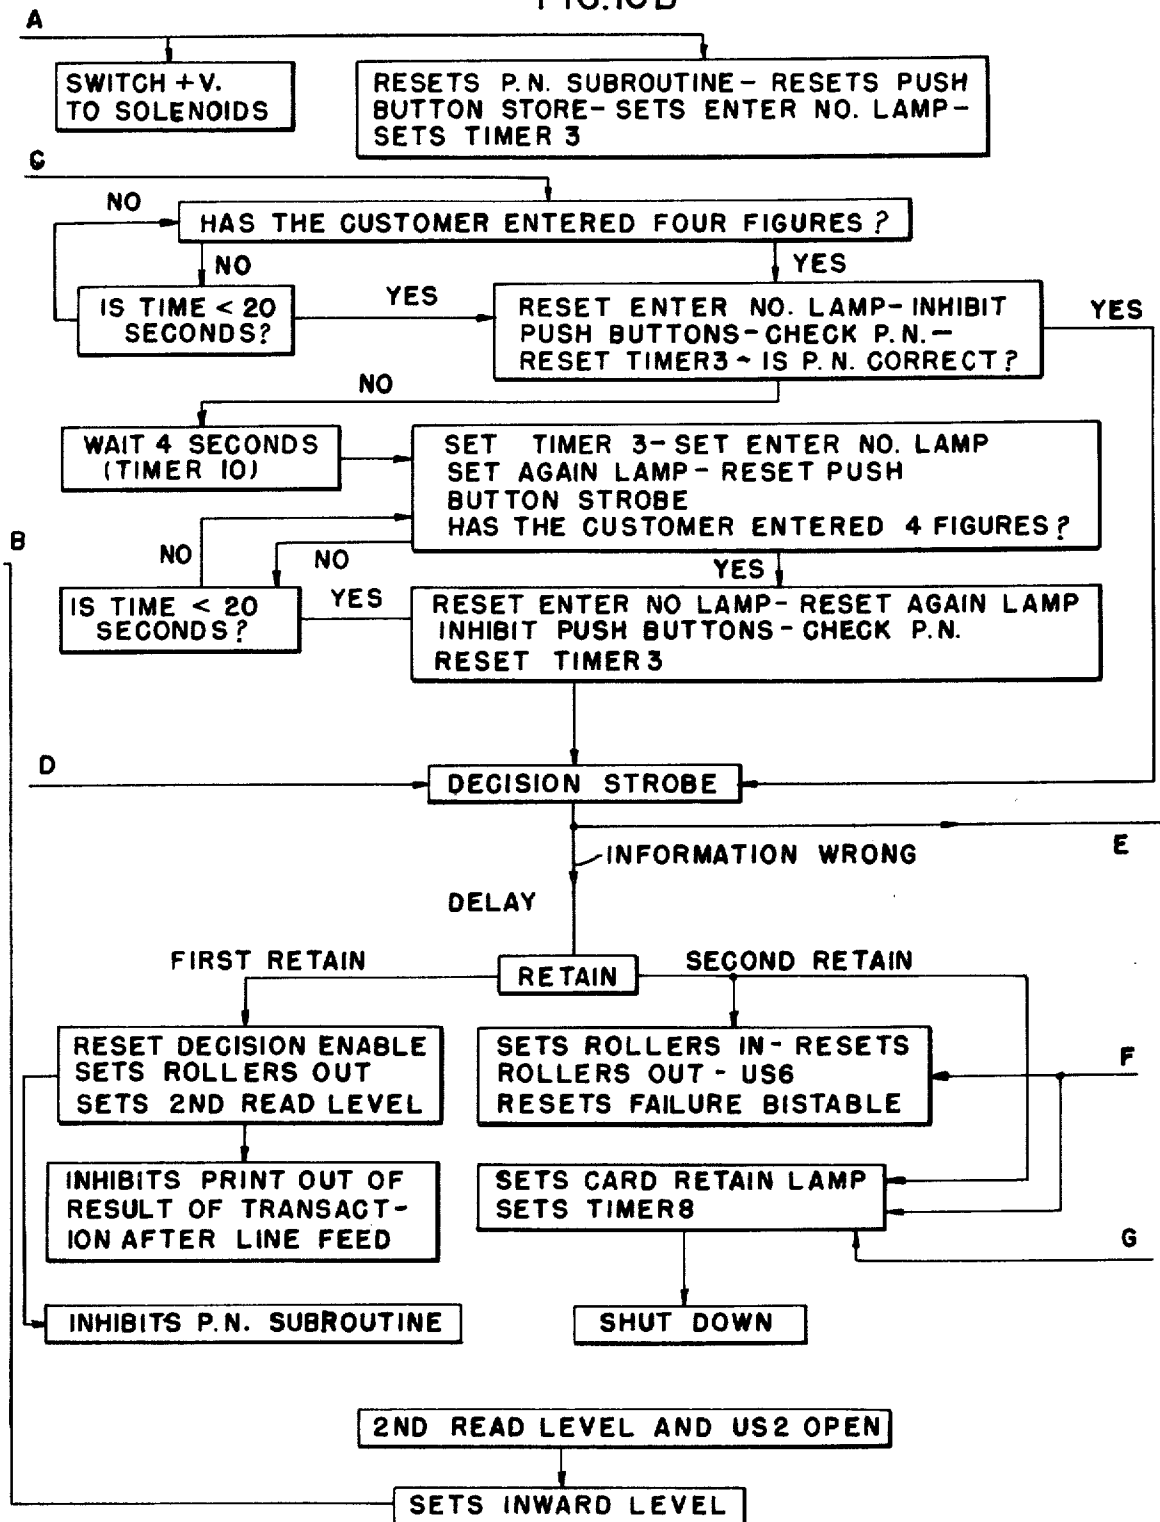 FIG.10B
A
SWITCH +V.
TO SOLENOIDS
RESETS P.N. SUBROUTINE- RESETS PUSH
BUTTON STORE-SETS ENTER NO. LAMP-
SETS TIMER 3
C
NO
HAS THE CUSTOMER ENTERED FOUR FIGURES ?
NO
YES
IS TIME < 20
SECONDS?
YES
RESET ENTER NO. LAMP-INHIBIT
PUSH BUTTONS-CHECK P.N.-
RESET TIMER3 ~ IS P.N. CORRECT?
YES
NO
WAIT 4 SECONDS
(TIMER 10)
SET TIMER 3-SET ENTER NO. LAMP
SET AGAIN LAMP- RESET PUSH
BUTTON STROBE
HAS THE CUSTOMER ENTERED 4 FIGURES?
B
NO
NO
YES
IS TIME < 20
SECONDS?
YES
RESET ENTER NO LAMP- RESET AGAIN LAMP
INHIBIT PUSH BUTTONS-CHECK P.N.
RESET TIMER3
D
DECISION STROBE
E
INFORMATION WRONG
DELAY
FIRST RETAIN
RETAIN
SECOND RETAIN
RESET DECISION ENABLE
SETS ROLLERS OUT
SETS 2ND READ LEVEL
SETS ROLLERS IN- RESETS
ROLLERS OUT - US6
RESETS FAILURE BISTABLE
F
INHIBITS PRINT OUT OF
RESULT OF TRANSACT-
ION AFTER LINE FEED
SETS CARD RETAIN LAMP
SETS TIMER8
G
INHIBITS P.N. SUBROUTINE
SHUT DOWN
2ND READ LEVEL AND US2 OPEN
SETS INWARD LEVEL